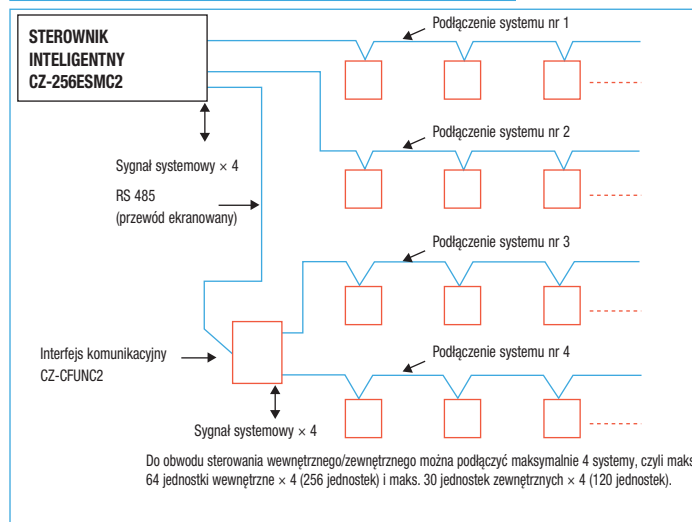 STEROWNIK
INTELIGENTNY
CZ-256ESMC2
Podłączenie systemu nr 1
Podłączenie systemu nr 2
Sygnał systemowy × 4
RS 485
(przewód ekranowany)
Podłączenie systemu nr 3
Interfejs komunikacyjny
CZ-CFUNC2
Podłączenie systemu nr 4
Sygnał systemowy × 4
Do obwodu sterowania wewnętrznego/zewnętrznego można podłączyć maksymalnie 4 systemy, czyli maks
64 jednostki wewnętrzne × 4 (256 jednostek) i maks. 30 jednostek zewnętrznych × 4 (120 jednostek).